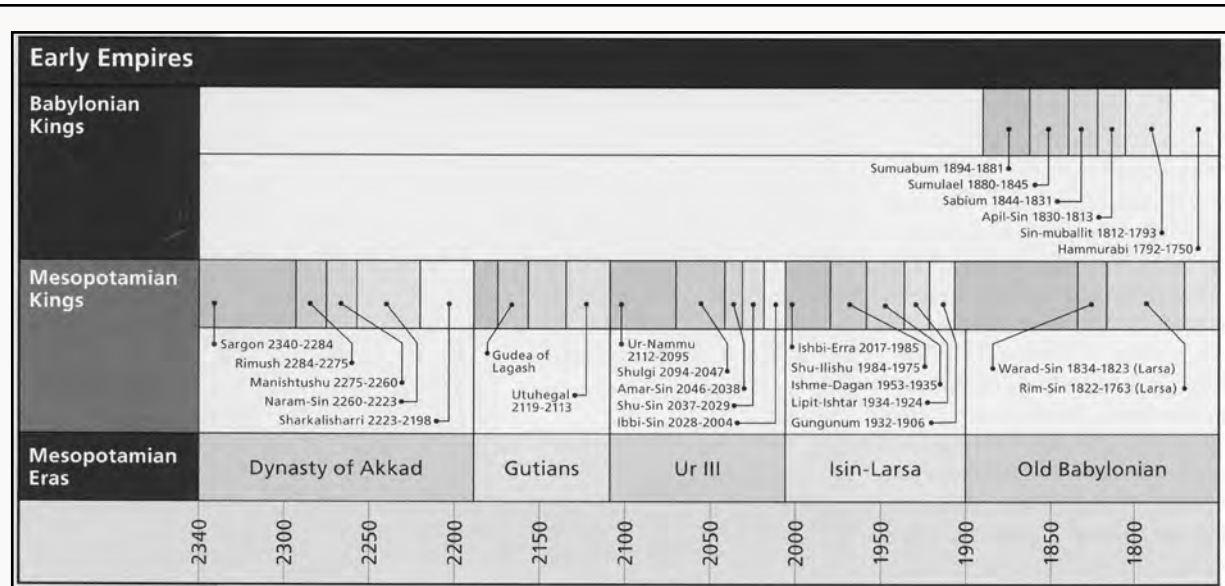 Early Empires
Babylonian
Kings
Sumuabum 1894-1881
Sumulael 1880-1845
Sabium 1844-1831
Apil-Sin 1830-1813
Sin-muballit 1812-1793
Hammurabi 1792-1750
Mesopotamian
Kings
Sargon 2340-2284
Rimush 2284-2275
Manishtushu 2275-2260
Naram-Sin 2260-2223
Sharkalisharri 2223-2198
Gudea of
Lagash
Utuhegal
2119-2113
Ur-Nammu
2112-2095
Shulgi 2094-2047
Amar-Sin 2046-2038
Shu-Sin 2037-2029
Ibbi-Sin 2028-2004
Ishbi-Erra 2017-1985
Shu-Ilishu 1984-1975
Ishme-Dagan 1953-1935
Lipit-Ishtar 1934-1924
Gungunum 1932-1906
Warad-Sin 1834-1823 (Larsa)
Rim-Sin 1822-1763 (Larsa)
Mesopotamian
Eras
Dynasty of Akkad
Gutians
Ur III
Isin-Larsa
Old Babylonian
2340
2300
2250
2200
2150
2100
2050
2000
1950
1900
1850
1800